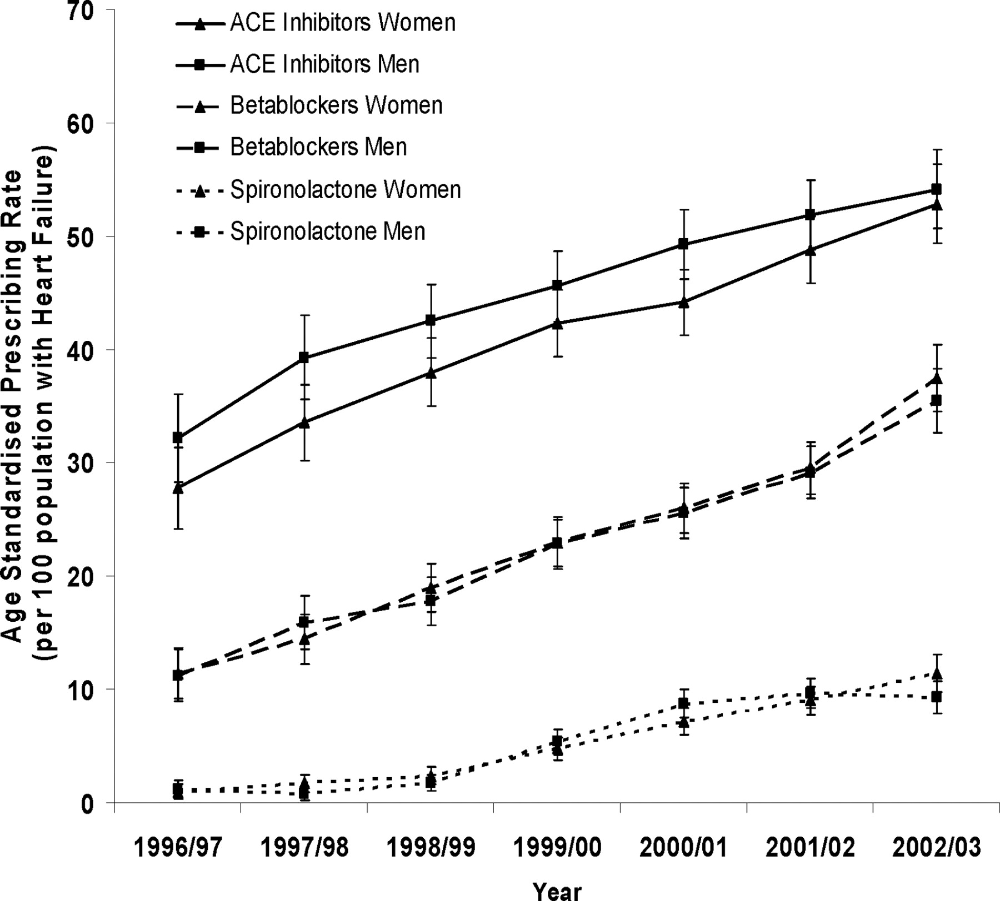 70
60
50
40
30
20
10
0
Age Standardised Prescribing Rate
(per 100 population with Heart Failure)
ACE Inhibitors Women
ACE Inhibitors Men
Betablockers Women
Betablockers Men
Spironolactone Women
Spironolactone Men
1996/97 1997/98 1998/99 1999/00 2000/01 2001/02 2002/03
Year